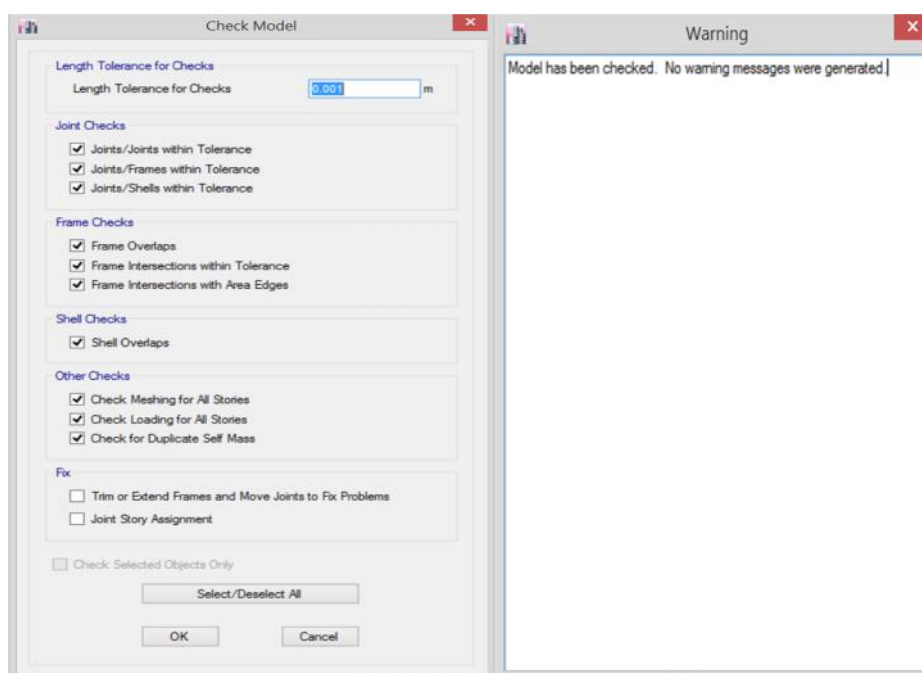 Check Model
Length Tolerance for Checks
Length Tolerance for Checks 0.001 m
Joint Checks
Joints/Joints within Tolerance
Joints/Frames within Tolerance
Joints/Shells within Tolerance
Frame Checks
Frame Overlaps
Frame Intersections within Tolerance
Frame Intersections with Area Edges
Shell Checks
Shell Overlaps
Other Checks
Check Meshing for All Stories
Check Loading for All Stories
Check for Duplicate Self Mass
Fix
Trim or Extend Frames and Move Joints to Fix Problems
Joint Story Assignment
Check Selected Objects Only
Select/Deselect All
OK Cancel
Warning
Model has been checked. No warning messages were generated.